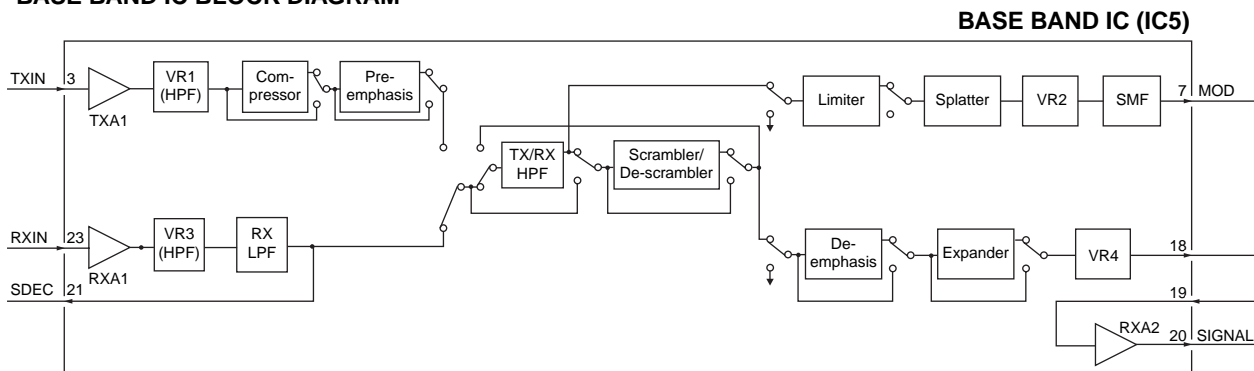 BASE BAND IC BLOCK DIAGRAM
BASE BAND IC (IC5)
TXIN
3
TXA1
VR1
(HPF)
Com-
pressor
Pre-
emphasis
Limiter
Splatter
VR2
SMF
7
MOD
TX/RX
HPF
Scrambler/
De-scrambler
RXIN
23
RXA1
VR3
(HPF)
RX
LPF
SDEC
21
De-
emphasis
Expander
VR4
18
19
RXA2
20
SIGNAL